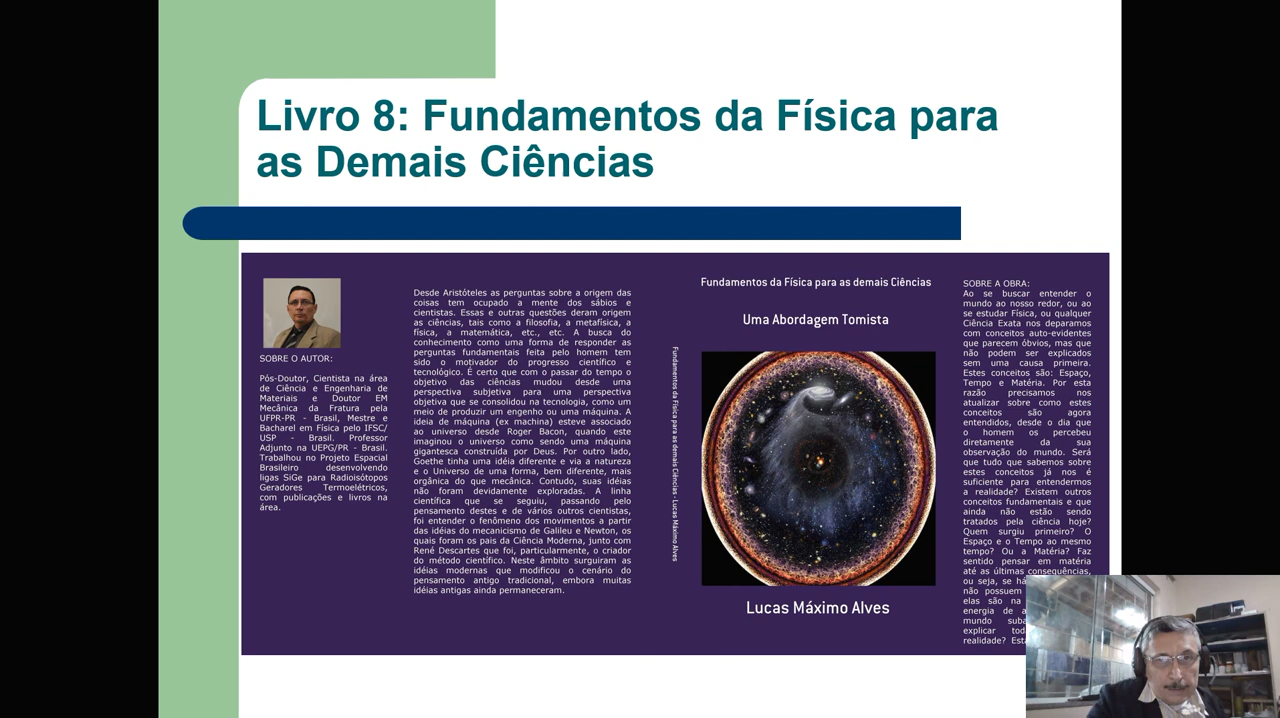 Livro 8: Fundamentos da Física para
as Demais Ciências
SOBRE O AUTOR:
Pós-Doutor, Cientista na área
de Ciência e Engenharia de
Materiais e Doutor EM
Mecânica da Fratura pela
UFPR-PR - Brasil, Mestre e
Bacharel em Física pelo IFSC/
USP - Brasil. Professor
Adjunto na UEPG/PR - Brasil.
Trabalhou no Projeto Espacial
Brasileiro desenvolvendo
ligas SiGe para Radioisótopos
Geradores Termoelétricos,
com publicações e livros na
área.
Desde Aristóteles as perguntas sobre a origem das
coisas tem ocupado a mente dos sábios e
cientistas. Essas e outras questões deram origem
as ciências, tais como a filosofia, a metafísica, a
física, a matemática, etc., etc. A busca do
conhecimento como uma forma de responder as
perguntas fundamentais feita pelo homem tem
sido o motivador do progresso científico e
tecnológico. É certo que com o passar do tempo o
objetivo das ciências mudou desde uma
perspectiva subjetiva para uma perspectiva
objetiva que se consolidou na tecnologia, como um
meio de produzir um engenho ou uma máquina. A
ideia de máquina (ex machina) esteve associado
ao universo desde Roger Bacon, quando este
imaginou o universo como sendo uma máquina
gigantesca construída por Deus. Por outro lado,
Goethe tinha uma idéia diferente e via a natureza
e o Universo de uma forma, bem diferente, mais
orgânica do que mecânica. Contudo, suas idéias
não foram devidamente exploradas. A linha
científica que se seguiu, passando pelo
pensamento destes e de vários outros cientistas,
foi entender o fenômeno dos movimentos a partir
das idéias do mecanicismo de Galileu e Newton, os
quais foram os pais da Ciência Moderna, junto com
René Descartes que foi, particularmente, o criador
do método científico. Neste âmbito surguiram as
idéias modernas que modificou o cenário do
pensamento antigo tradicional, embora muitas
idéias antigas ainda permaneceram.
Fundamentos da Física para as demais Ciências - Lucas Máximo Alves
Fundamentos da Física para as demais Ciências
Uma Abordagem Tomista
Lucas Máximo Alves
SOBRE A OBRA:
Ao se buscar entender o
mundo ao nosso redor, ou ao
se estudar Física, ou qualquer
Ciência Exata nos deparamos
com conceitos auto-evidentes
que parecem óbvios, mas que
não podem ser explicados
sem uma causa primeira.
Estes conceitos são: Espaço,
Tempo e Matéria. Por esta
razão precisamos nos
atualizar sobre como estes
conceitos são agora
entendidos, desde o dia que
o homem os percebeu
diretamente da sua
observação do mundo. Será
que tudo que sabemos sobre
estes conceitos já nos é
suficiente para entendermos
a realidade? Existem outros
conceitos fundamentais e que
ainda não estão sendo
tratados pela ciência hoje?
Quem surgiu primeiro? O
Espaço e o Tempo ao mesmo
tempo? Ou a Matéria? Faz
sentido pensar em matéria
até as últimas consequências,
ou seja, se há
não possuem
elas são na
energia de
mundo
explicar
realidade?